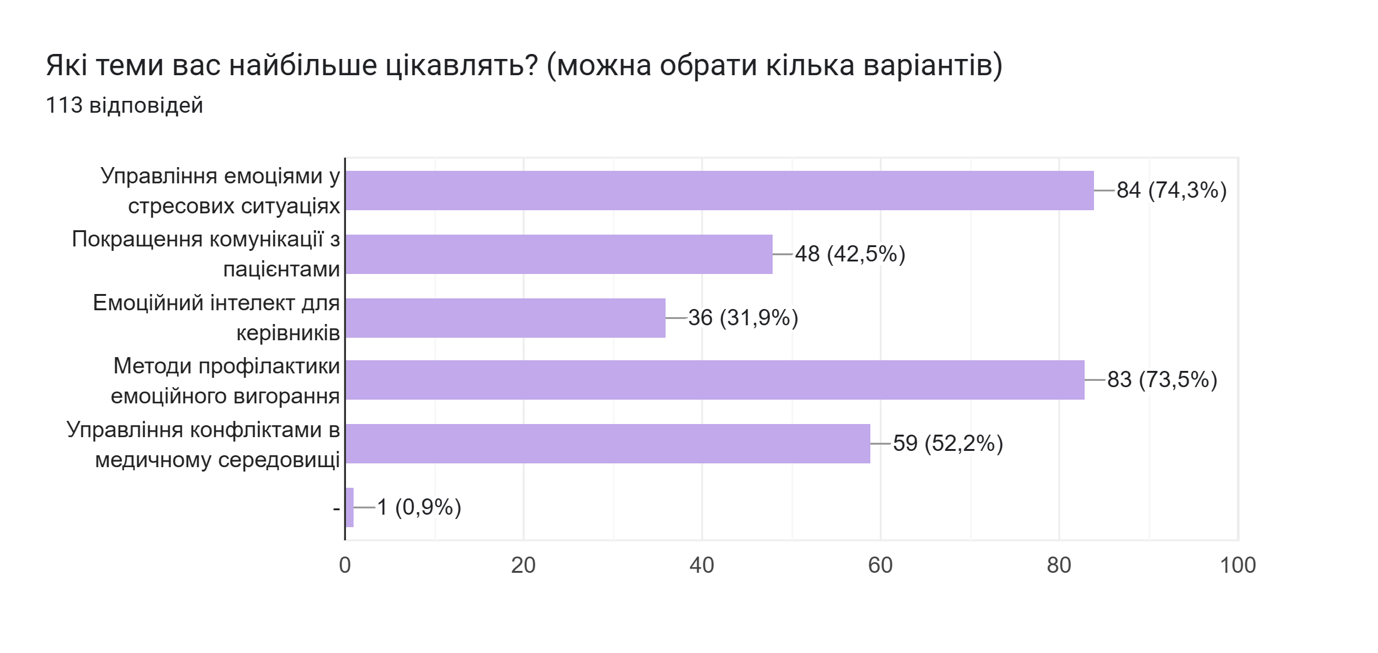 Які теми вас найбільше цікавлять? (можна обрати кілька варіантів)
113 відповідей
Управління емоціями у
стресових ситуаціях
84 (74,3%)
Покращення комунікації з
пацієнтами
48 (42,5%)
Емоційний інтелект для
керівників
36 (31,9%)
Методи профілактики
емоційного вигорання
83 (73,5%)
Управління конфліктами в
медичному середовищі
59 (52,2%)
-
1 (0,9%)
0 20 40 60 80 100